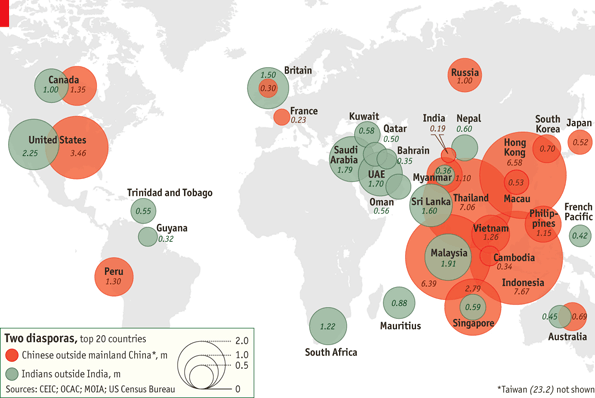 Canada
1.00
1.35
United States
2.25
3.46
Trinidad and Tobago
0.55
Guyana
0.32
Peru
1.30
1.50
Britain
0.30
France
0.23
Russia
1.00
Kuwait
0.58
Qatar
0.50
Bahrain
0.35
Saudi
Arabia
1.79
UAE
1.70
Oman
0.56
India
0.19
Nepal
0.60
0.36
Myanmar
1.10
Sri Lanka
1.60
Thailand
7.06
Hong
Kong
6.58
0.53
Macau
South
Korea
0.70
Japan
0.52
Philip-
pines
1.15
French
Pacific
0.42
Vietnam
1.26
Cambodia
0.34
Malaysia
1.91
6.39
Indonesia
7.67
2.79
0.59
Singapore
0.88
Mauritius
1.22
South Africa
0.45
0.69
Australia
Two diasporas, top 20 countries
Chinese outside mainland China*, m
Indians outside India, m
Sources: CEIC; OCAC; MOIA; US Census Bureau
2.0
1.0
0.5
0
*Taiwan (23.2) not shown